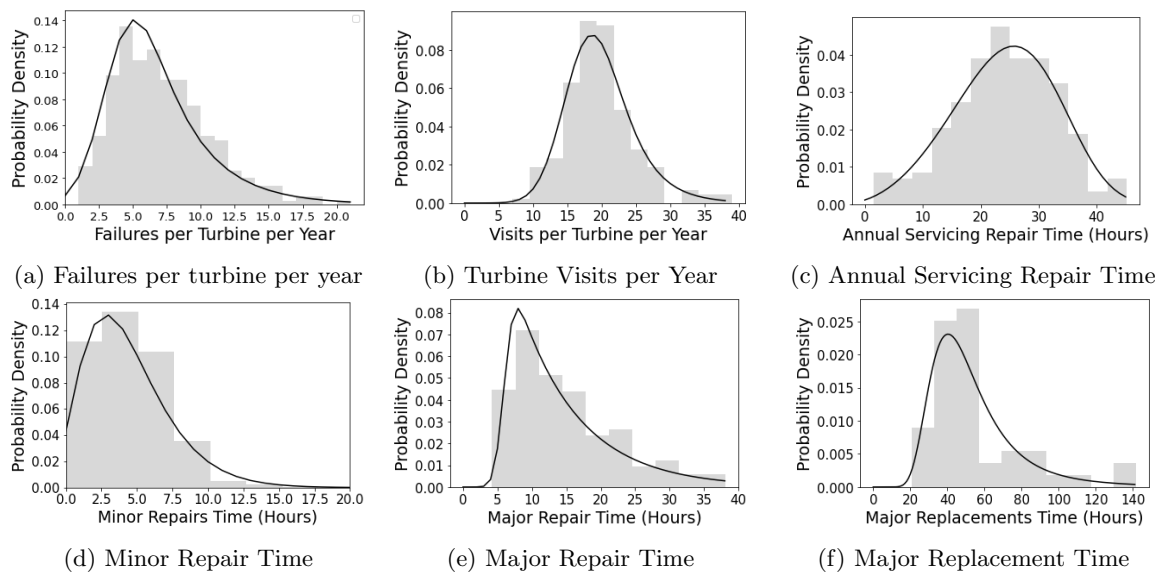 0.14
0.12
0.10
0.08
0.06
0.04
0.02
0.00
Probability Density
0.0 2.5 5.0 7.5 10.0 12.5 15.0 17.5 20.0
Failures per Turbine per Year
(a) Failures per turbine per year
0.08
0.06
0.04
0.02
0.00
Probability Density
0 5 10 15 20 25 30 35 40
Visits per Turbine per Year
(b) Turbine Visits per Year
0.04
0.03
0.02
0.01
0.00
Probability Density
0 10 20 30 40
Annual Servicing Repair Time (Hours)
(c) Annual Servicing Repair Time
0.14
0.12
0.10
0.08
0.06
0.04
0.02
0.00
Probability Density
0.0 2.5 5.0 7.5 10.0 12.5 15.0 17.5 20.0
Minor Repairs Time (Hours)
(d) Minor Repair Time
0.08
0.07
0.06
0.05
0.04
0.03
0.02
0.01
0.00
Probability Density
0 5 10 15 20 25 30 35 40
Major Repair Time (Hours)
(e) Major Repair Time
0.025
0.020
0.015
0.010
0.005
0.000
Probability Density
0 20 40 60 80 100 120 140
Major Replacements Time (Hours)
(f) Major Replacement Time